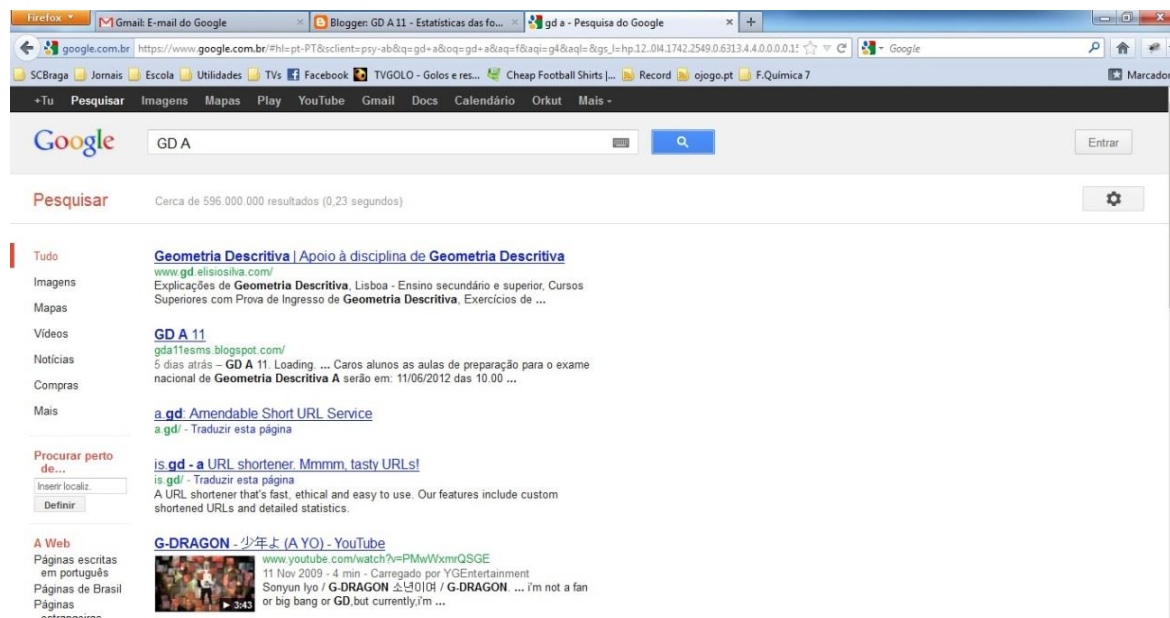 Firefox
Gmail: E-mail do Google
Blogger: GD A 11 - Estatísticas das fo...
gd a - Pesquisa do Google
google.com.br https://www.google.com.br/#hl=pt-PT&sclient=psy-ab&q=gd+a&oq=gd+a&aq=f&aqi=g4&aql=&gs_l=hp.12..0l4.1742.2549.0.6313.4.4.0.0.0.0.1
Google
SCBraga Jornais Escola Utilidades TVs Facebook TVGOLO - Golos e res... Cheap Football Shirts |... Record ojogo.pt F.Química 7 Marcador
+Tu Pesquisar Imagens Mapas Play YouTube Gmail Docs Calendário Orkut Mais
Google GD A Entrar
Pesquisar Cerca de 596.000.000 resultados (0,23 segundos)
Tudo
Imagens
Mapas
Vídeos
Notícias
Compras
Mais
Procurar perto
de...
Inserir localiz.
Definir
A Web
Páginas escritas
em português
Páginas de Brasil
Páginas
estrangeiras
Geometria Descritiva | Apoio à disciplina de Geometria Descritiva
www.gd.elisiosilva.com/
Explicações de Geometria Descritiva, Lisboa - Ensino secundário e superior, Cursos
Superiores com Prova de Ingresso de Geometria Descritiva, Exercícios de ...
GD A 11
gda11esms.blogspot.com/
5 dias atrás – GD A 11. Loading. ... Caros alunos as aulas de preparação para o exame
nacional de Geometria Descritiva A serão em: 11/06/2012 das 10.00 ...
a.gd: Amendable Short URL Service
a.gd/ - Traduzir esta página
is.gd - a URL shortener. Mmmm, tasty URLs!
is.gd/ - Traduzir esta página
A URL shortener that's fast, ethical and easy to use. Our features include custom
shortened URLs and detailed statistics.
G-DRAGON - 少年よ (A YO) - YouTube
www.youtube.com/watch?v=PMwWxmrQSGE
11 Nov 2009 - 4 min - Carregado por YGEntertainment
Sonyun Iyo / G-DRAGON 소년이여 / G-DRAGON. ... i'm not a fan
or big bang or GD,but currently,i'm ...
3:43